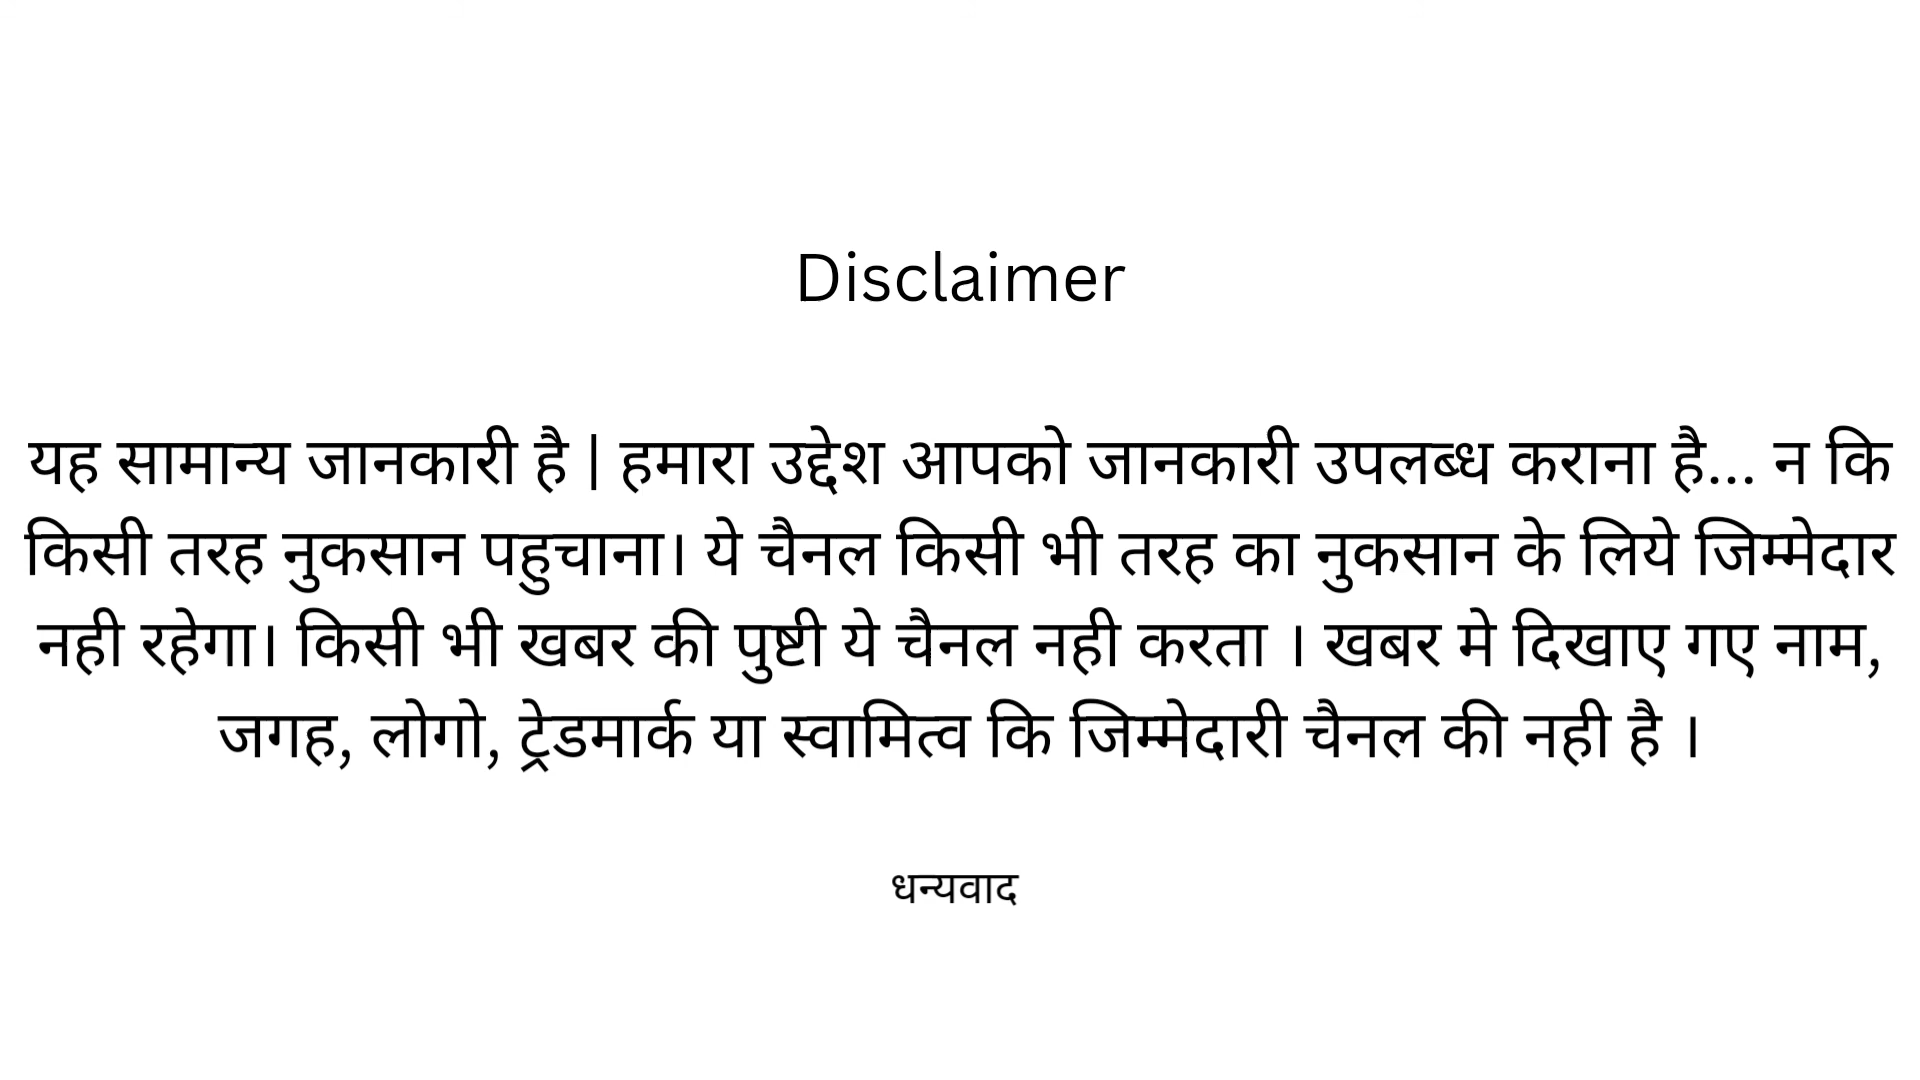 Disclaimer
यह सामान्य जानकारी है | हमारा उद्देश आपको जानकारी उपलब्ध कराना है... न कि
किसी तरह नुकसान पहुचाना। ये चैनल किसी भी तरह का नुकसान के लिये जिम्मेदार
नही रहेगा। किसी भी खबर की पुष्टी ये चैनल नही करता । खबर मे दिखाए गए नाम,
जगह, लोगो, ट्रेडमार्क या स्वामित्व कि जिम्मेदारी चैनल की नही है ।
धन्यवाद